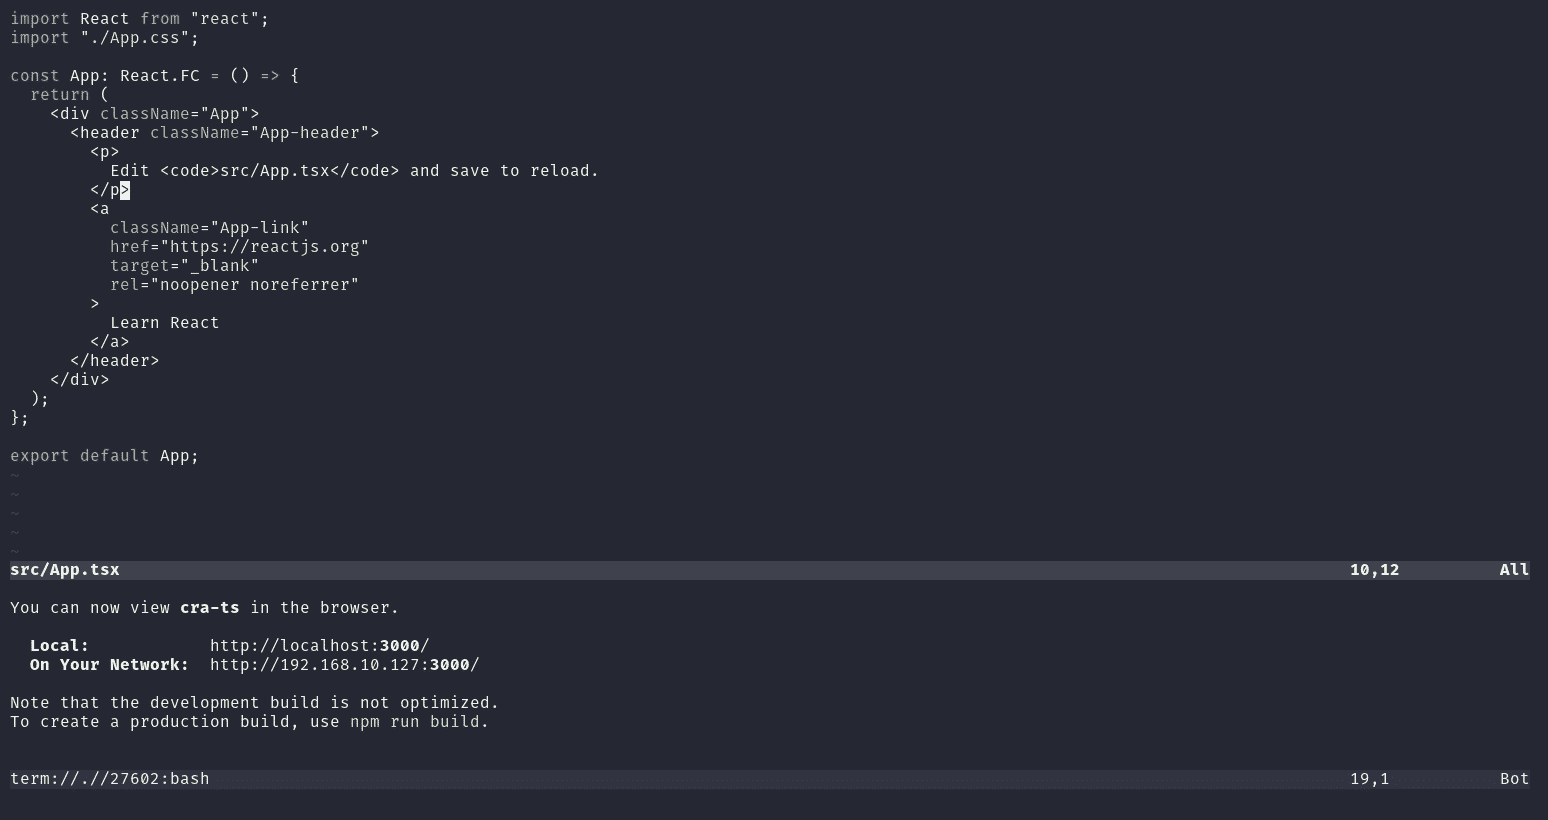 import React from "react";
import "./App.css";

const App: React.FC = () => {
  return (
    <div className="App">
      <header className="App-header">
        <p>
          Edit <code>src/App.tsx</code> and save to reload.
        </p>
        <a
          className="App-link"
          href="https://reactjs.org"
          target="_blank"
          rel="noopener noreferrer"
        >
          Learn React
        </a>
      </header>
    </div>
  );
};

export default App;
~
~
~
~
~
src/App.tsx 10,12 All
You can now view cra-ts in the browser.

  Local:            http://localhost:3000/
  On Your Network:  http://192.168.10.127:3000/

Note that the development build is not optimized.
To create a production build, use npm run build.

term://.//27602:bash 19,1 Bot